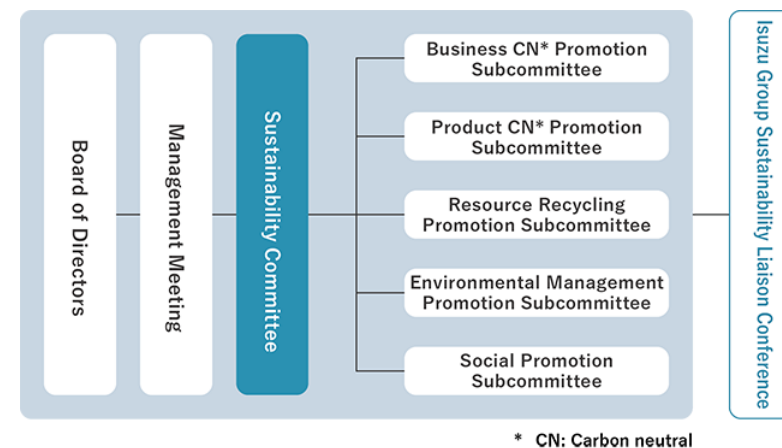 Board of Directors
Management Meeting
Sustainability Committee
Business CN* Promotion
Subcommittee
Product CN* Promotion
Subcommittee
Resource Recycling
Promotion Subcommittee
Environmental Management
Promotion Subcommittee
Social Promotion
Subcommittee
Isuzu Group Sustainability Liaison Conference
* CN: Carbon neutral